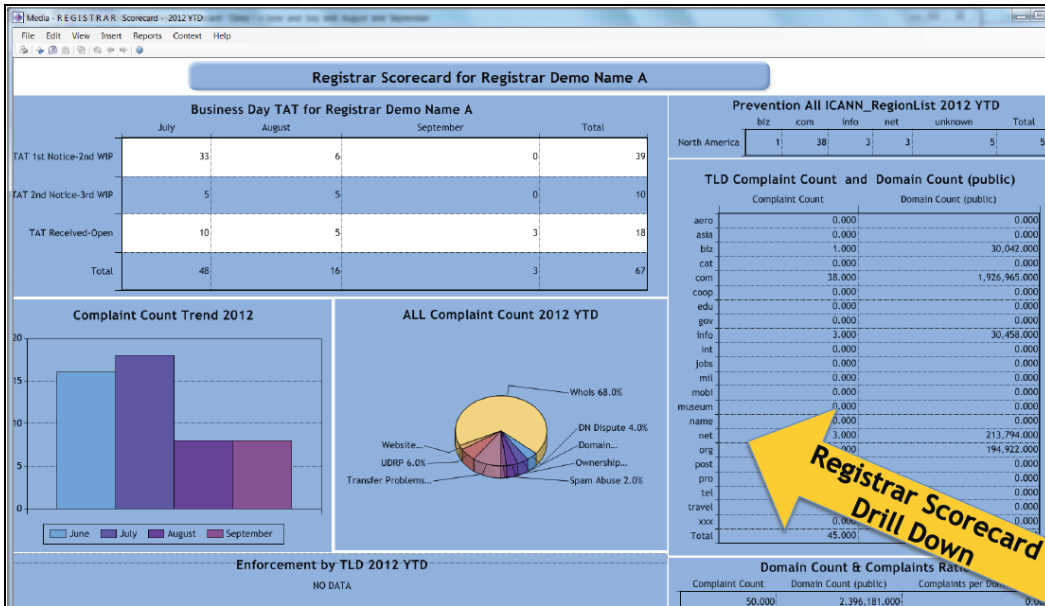 Media - R E G I S T R A R Scorecard - 2012 YTD
File Edit View Insert Reports Context Help
Registrar Scorecard for Registrar Demo Name A
Business Day TAT for Registrar Demo Name A
July August September Total
TAT 1st Notice-2nd WIP 33 6 0 39
TAT 2nd Notice-3rd WIP 5 5 0 10
TAT Received-Open 10 5 3 18
Total 48 16 3 67
Prevention All ICANN_RegionList 2012 YTD
biz com info net unknown Total
North America 1 38 3 3 5
TLD Complaint Count and Domain Count (public)
Complaint Count Domain Count (public)
aero 0.000 0.000
asia 0.000 0.000
biz 1.000 30,042.000
cat 0.000 0.000
com 38.000 1,926,965.000
coop 0.000 0.000
edu 0.000 0.000
gov 0.000 0.000
info 3.000 30,458.000
int 0.000 0.000
jobs 0.000 0.000
mil 0.000 0.000
mobi 0.000 0.000
museum 0.000 0.000
name 0.000 0.000
net 3.000 213,794.000
org 194,922.000
post 0.000
pro 0.000
tel 0.000
travel 0.000
xxx 0.000
Total 45.000
Registrar Scorecard
Drill Down
Complaint Count Trend 2012
20
15
10
5
0
June July August September
ALL Complaint Count 2012 YTD
Whois 68.0%
DN Dispute 4.0%
Domain...
Ownership...
Spam Abuse 2.0%
Website...
UDRP 6.0%
Transfer Problems...
Enforcement by TLD 2012 YTD
NO DATA
Domain Count & Complaints
Complaint Count Domain Count (public) Complaints per
50.000 2,396,181.000